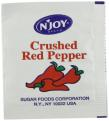 N'JOY
Crushed
Red Pepper
SUGAR FOODS CORPORATION
N.Y., NY 10022 USA